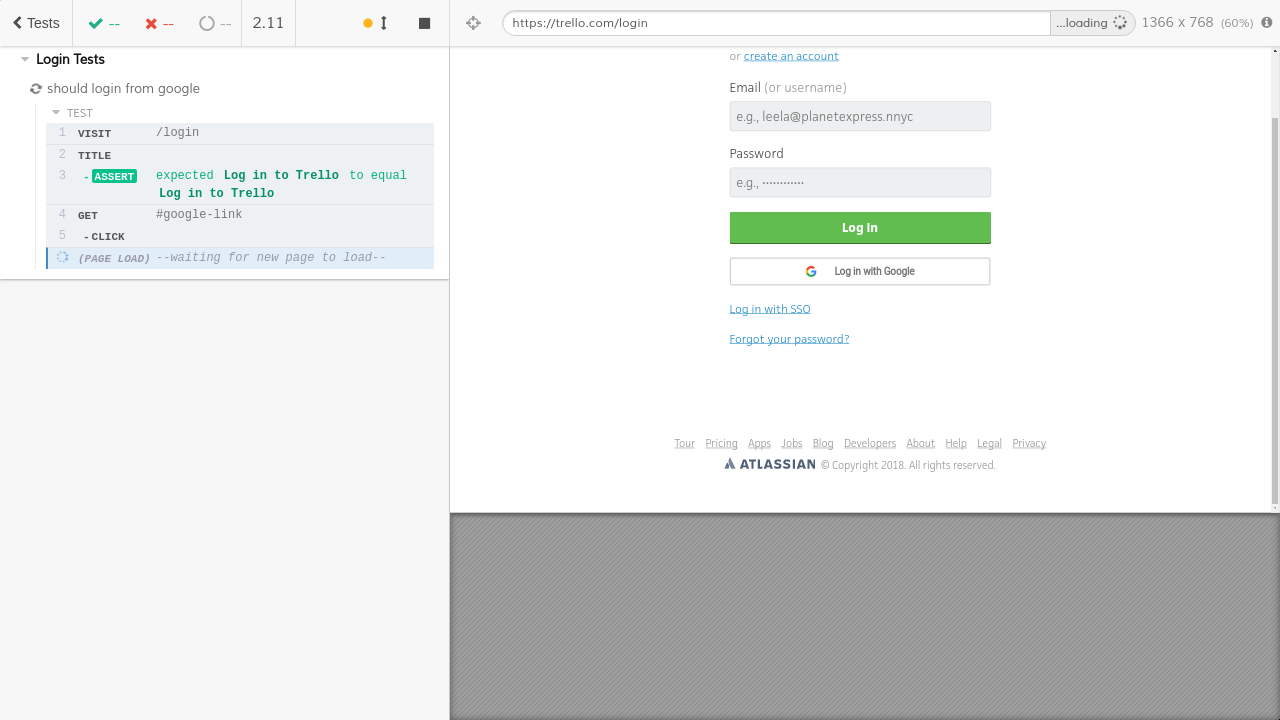 Tests
--
--
--
2.11
https://trello.com/login
...loading
1366 x 768 (60%)
Login Tests
should login from google
TEST
1 VISIT /login
2 TITLE
3 - ASSERT expected Log in to Trello to equal
Log in to Trello
4 GET #google-link
5 - CLICK
(PAGE LOAD) --waiting for new page to load--
or create an account
Email (or username)
e.g., leela@planetexpress.nnyc
Password
e.g., ············
Log In
Log in with Google
Log in with SSO
Forgot your password?
Tour Pricing Apps Jobs Blog Developers About Help Legal Privacy
ATLASSIAN © Copyright 2018. All rights reserved.